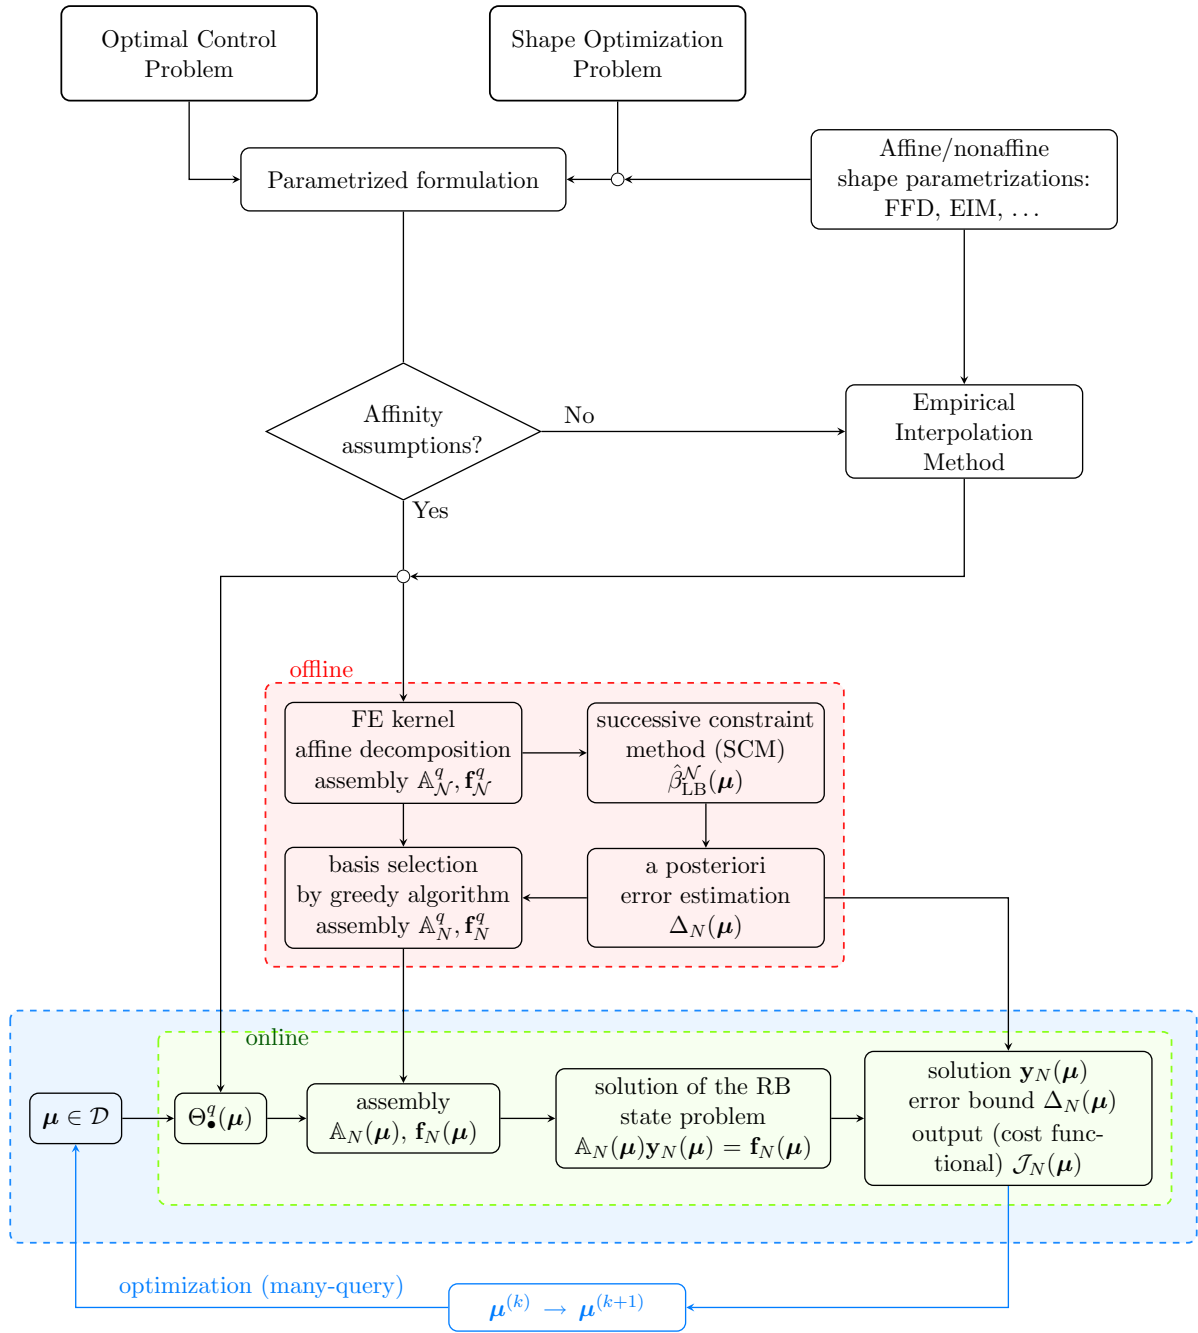 Optimal Control
Problem
Shape Optimization
Problem
Parametrized formulation
Affine/nonaffine
shape parametrizations:
FFD, EIM, …
Affinity
assumptions?
No
Yes
Empirical
Interpolation
Method
offline
FE kernel
affine decomposition
assembly 𝔸^q_𝒩, 𝐟^q_𝒩
successive constraint
method (SCM)
β̂^𝒩_LB(𝝁)
basis selection
by greedy algorithm
assembly 𝔸^q_N, 𝐟^q_N
a posteriori
error estimation
Δ_N(𝝁)
online
𝝁 ∈ 𝒟
Θ^q_•(𝝁)
assembly
𝔸_N(𝝁), 𝐟_N(𝝁)
solution of the RB
state problem
𝔸_N(𝝁)𝐲_N(𝝁) = 𝐟_N(𝝁)
solution 𝐲_N(𝝁)
error bound Δ_N(𝝁)
output (cost func-
tional) 𝒥_N(𝝁)
optimization (many-query)
𝝁^(k) → 𝝁^(k+1)